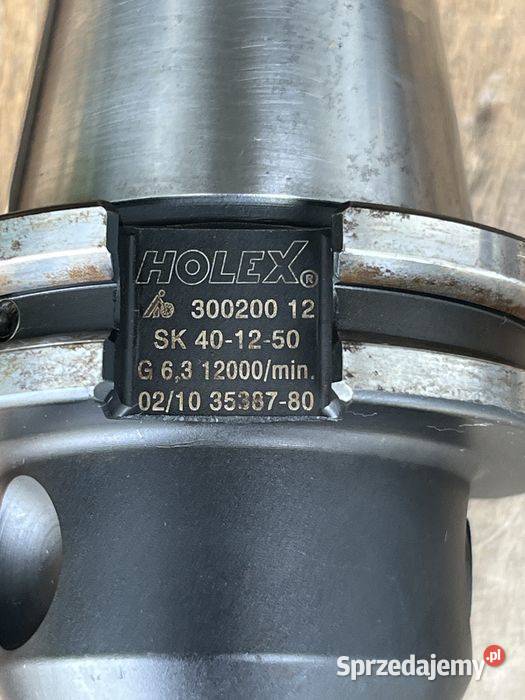 HOLEX®
300200 12
SK 40-12-50
G 6,3 12000/min.
02/10 35387-80
Sprzedajemy.pl